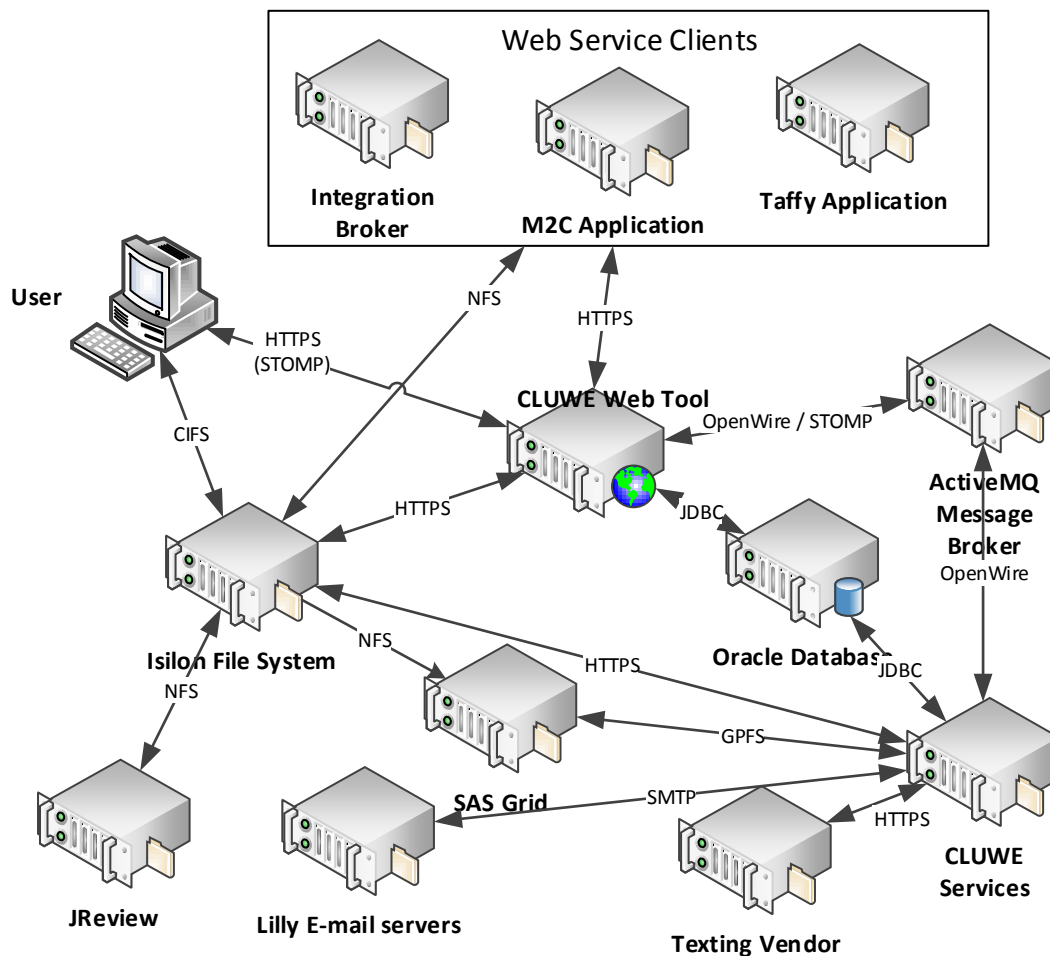 Web Service Clients
Integration
Broker
M2C Application
Taffy Application
User
NFS
HTTPS
HTTPS
(STOMP)
CLUWE Web Tool
OpenWire / STOMP
CIFS
ActiveMQ
Message
Broker
OpenWire
HTTPS
JDBC
Isilon File System
NFS
HTTPS
Oracle Database
JDBC
NFS
GPFS
SAS Grid
SMTP
HTTPS
CLUWE
Services
JReview
Lilly E-mail servers
Texting Vendor